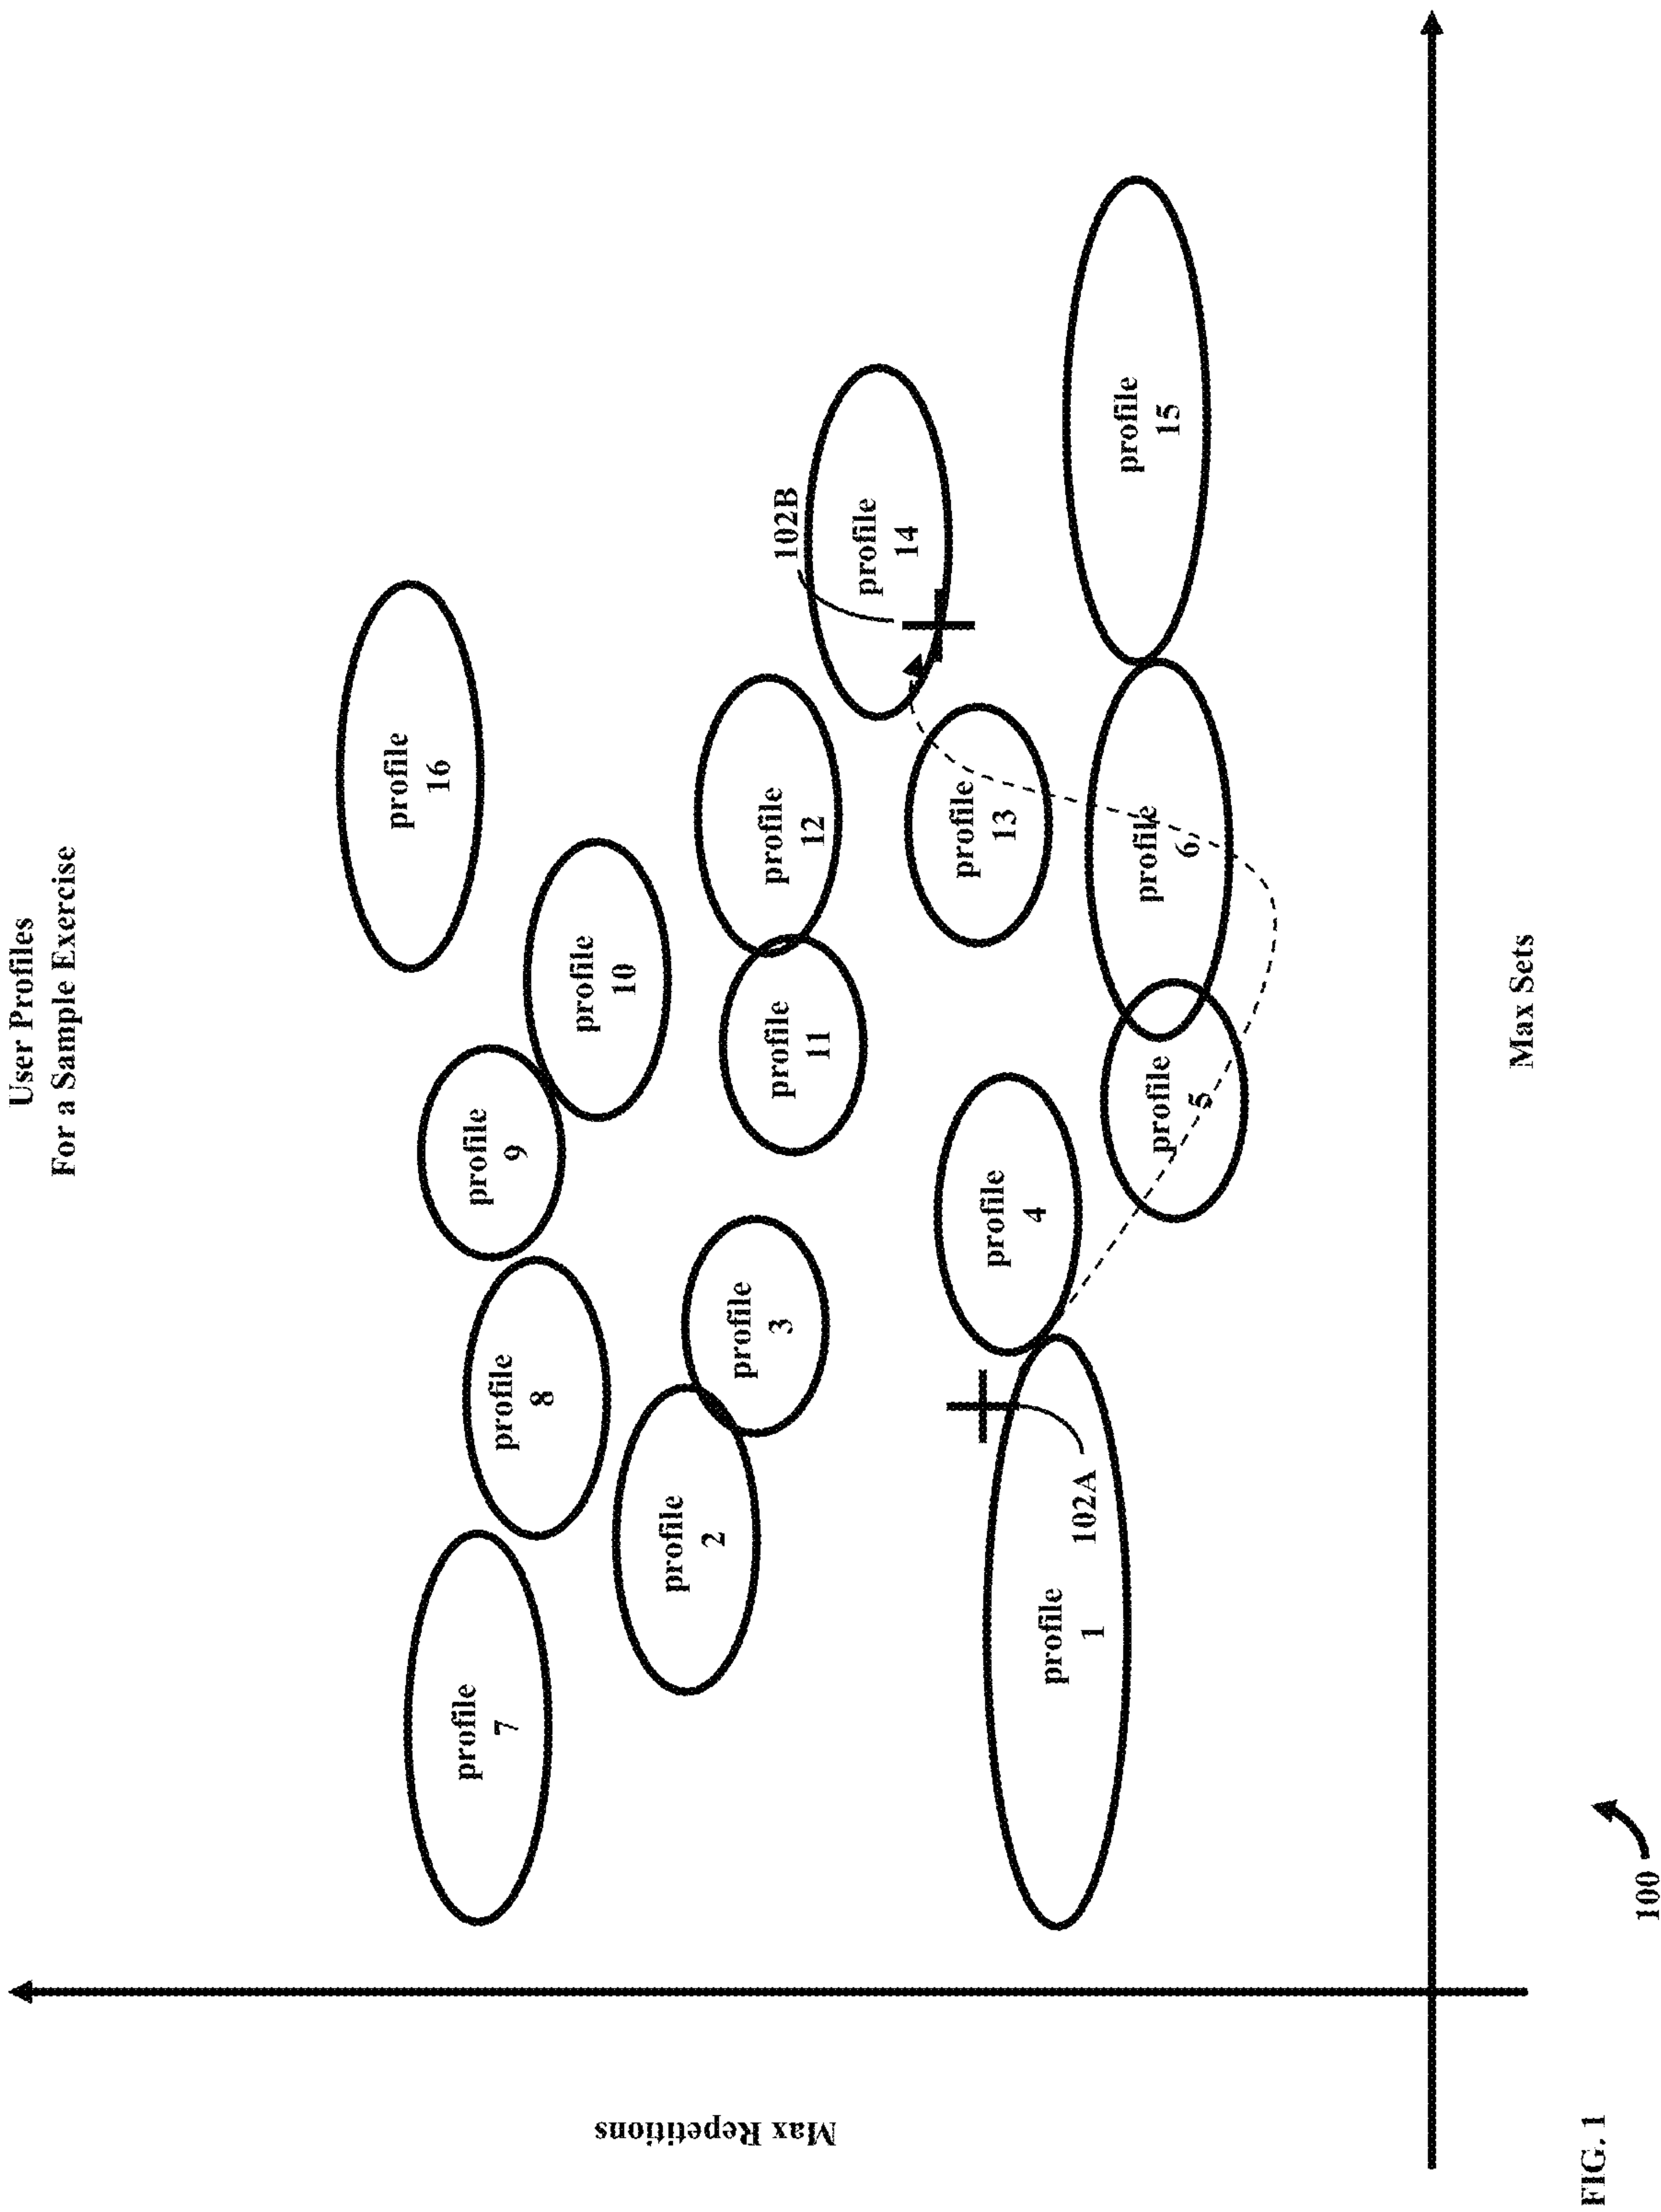 User Profiles
For a Sample Exercise
Max Repetitions
profile
16
profile
9
profile
7
profile
8
profile
10
profile
2
profile
3
profile
12
profile
11
102B
profile
14
profile
13
profile
4
profile
1
102A
profile
15
profile
6
profile
5
Max Sets
100
FIG. 1